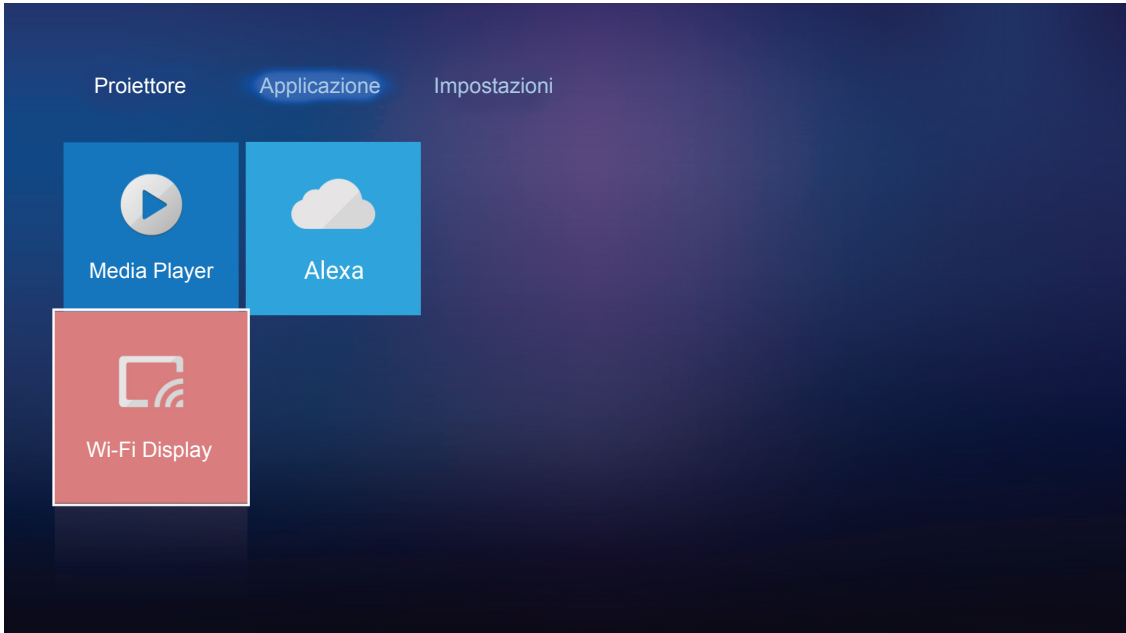 Proiettore Applicazione Impostazioni
Media Player Alexa
Wi-Fi Display